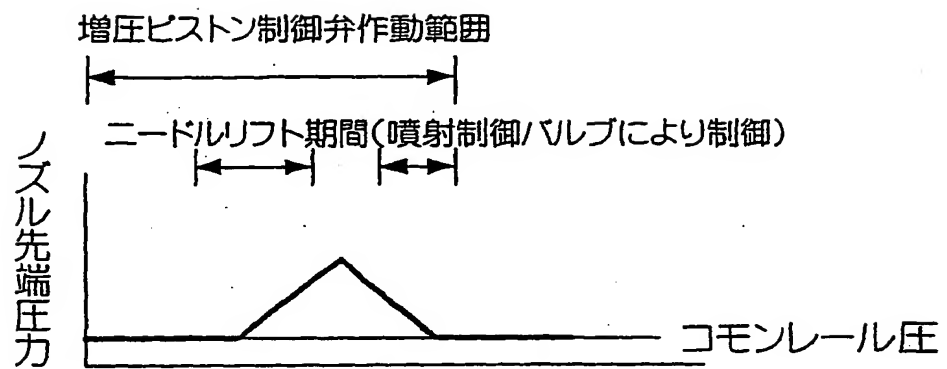 増圧ピストン制御弁作動範囲
ニードルリフト期間(噴射制御バルブにより制御)
ノズル先端圧力
コモンレール圧